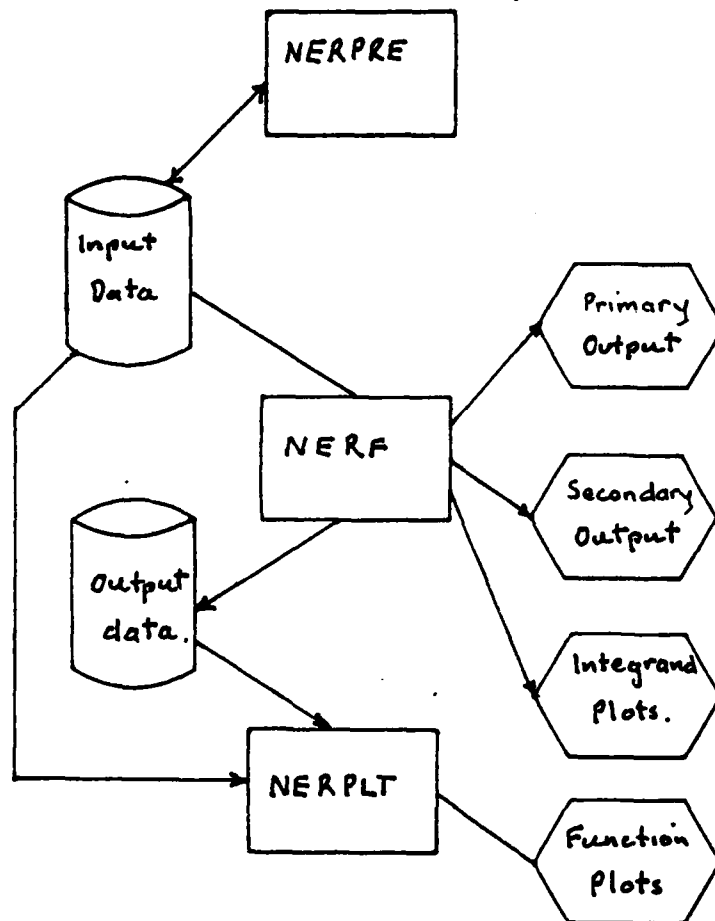 NERPRE
Input
Data
Primary
Output
NERF
Secondary
Output
Output
data.
Integrand
Plots.
NERPLT
Function
Plots